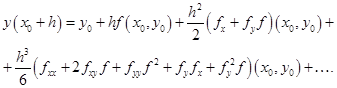 y(x₀ + h) = y₀ + hf(x₀, y₀) + h²/2 (fₓ + f_y f)(x₀, y₀) +
+ h³/6 (fₓₓ + 2fₓᵧ f + fᵧᵧ f² + fᵧ fₓ + fᵧ² f)(x₀, y₀) + ….